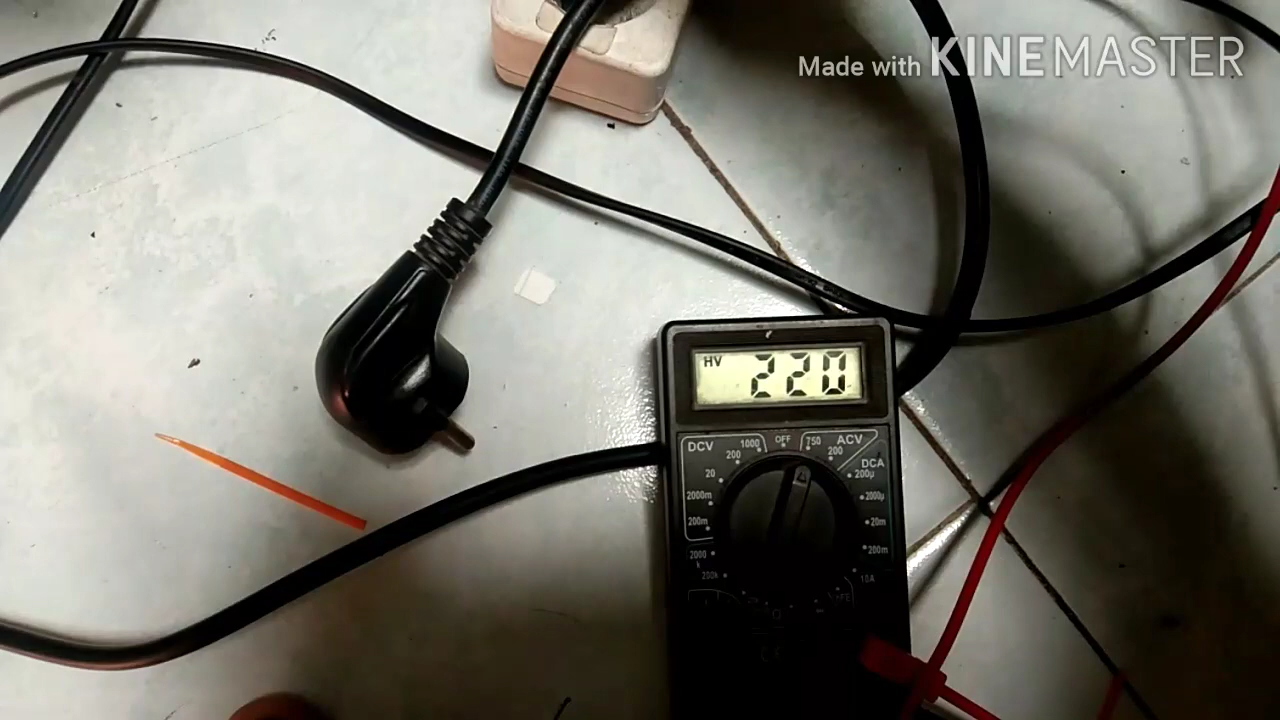 Made with KINEMASTER
HV 220
DCV 1000 OFF 750 ACV
200 200
DCA
20 200µ
2000m 2000µ
200m 20m
2000 k 200m
200k 10A